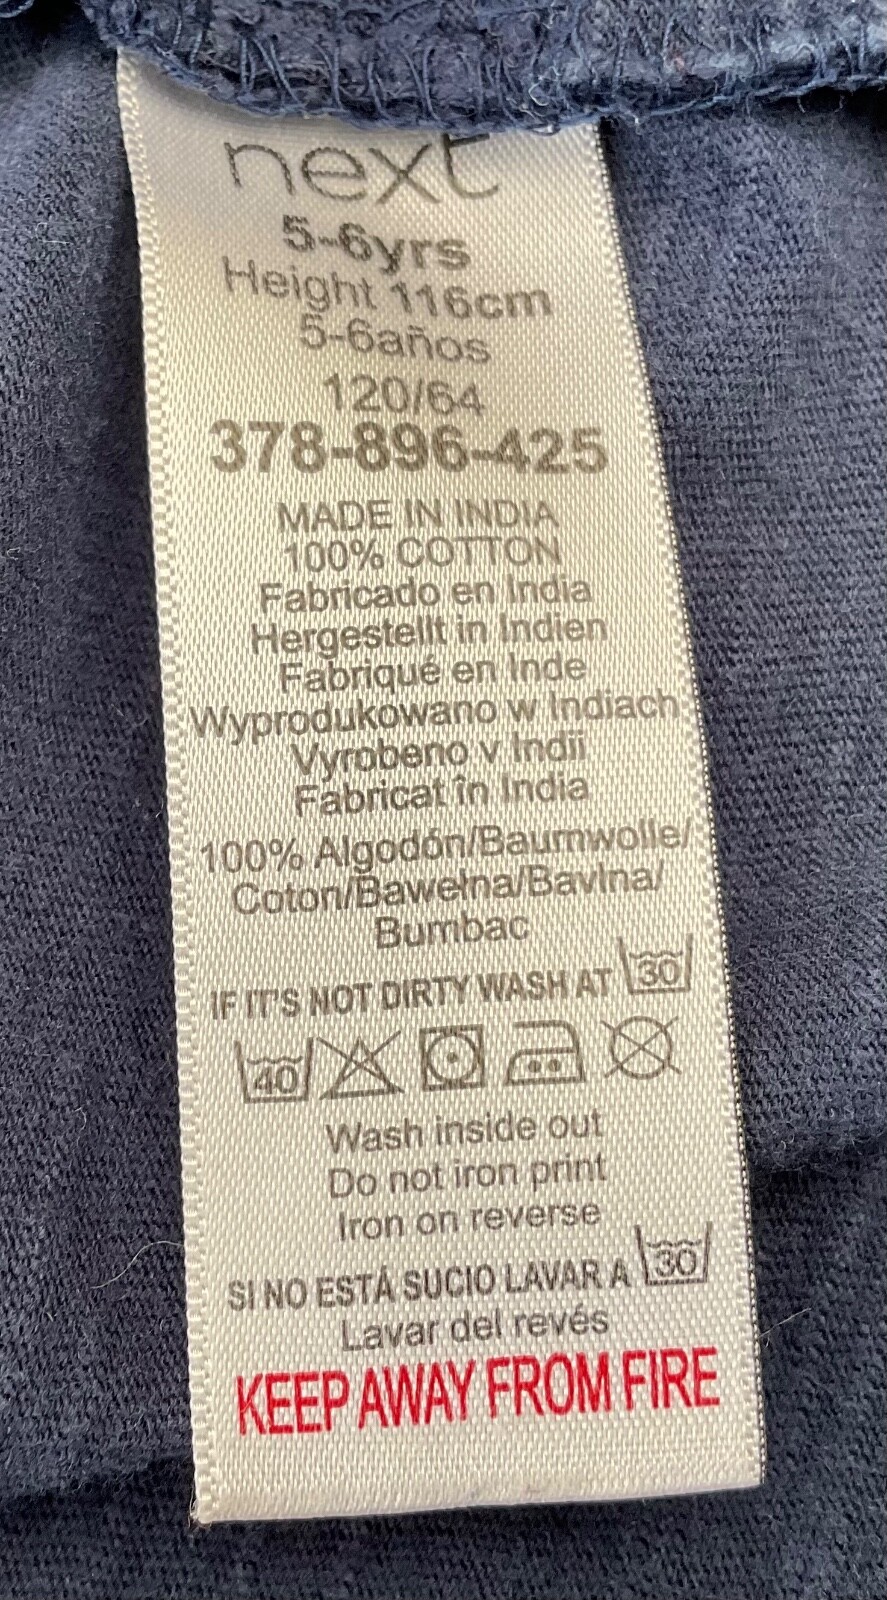 next
5-6yrs
Height 116cm
5-6años
120/64
378-896-425
MADE IN INDIA
100% COTTON
Fabricado en India
Hergestellt in Indien
Fabriqué en Inde
Wyprodukowano w Indiach
Vyrobeno v Indii
Fabricat în India
100% Algodón/Baumwolle/
Coton/Bawełna/Bavlna/
Bumbac
IF IT'S NOT DIRTY WASH AT 30
40
Wash inside out
Do not iron print
Iron on reverse
SI NO ESTÁ SUCIO LAVAR A 30
Lavar del revés
KEEP AWAY FROM FIRE